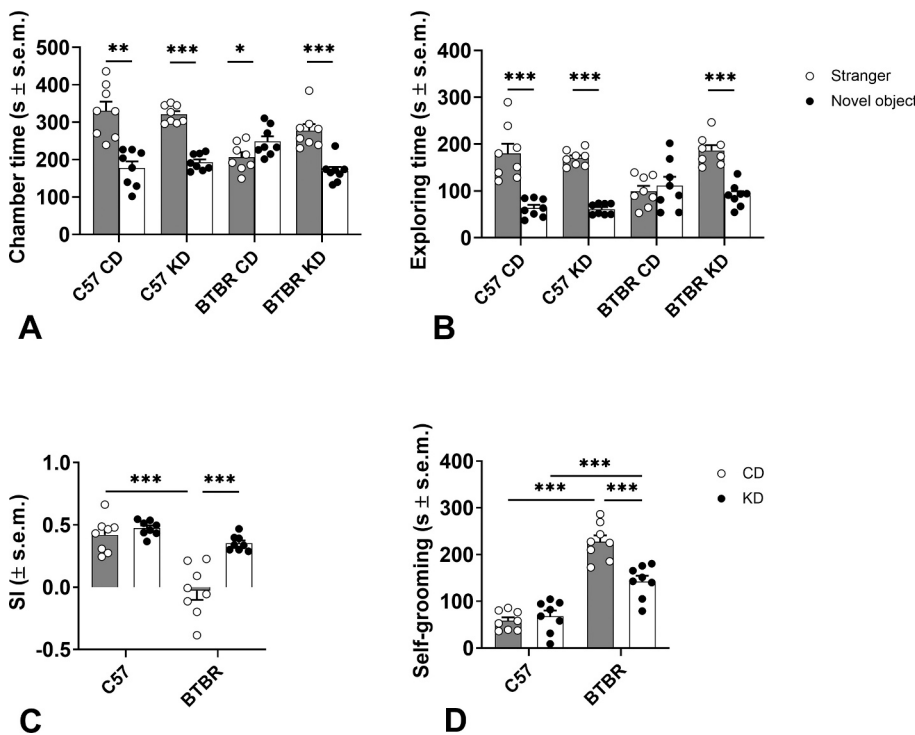 Chamber time (s ± s.e.m.)
500
400
300
200
100
0
**
***
*
***
C57 CD
C57 KD
BTBR CD
BTBR KD
A
Exploring time (s ± s.e.m.)
400
300
200
100
0
***
***
***
C57 CD
C57 KD
BTBR CD
BTBR KD
B
Stranger
Novel object
SI (± s.e.m.)
1.0
0.5
0.0
-0.5
***
***
C57
BTBR
C
Self-grooming (s ± s.e.m.)
400
300
200
100
0
***
***
***
C57
BTBR
D
CD
KD